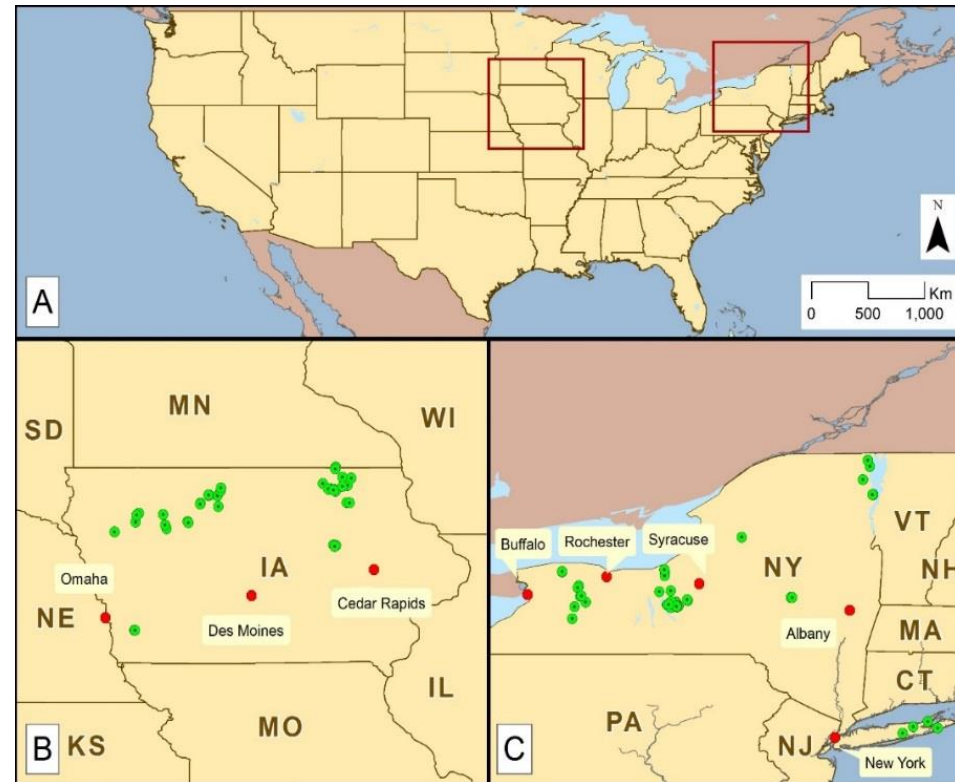 N
A
Km
0 500 1,000
MN
WI
SD
Omaha
IA
NE
Cedar Rapids
Des Moines
IL
MO
KS
B
VT
Buffalo
Rochester
Syracuse
NY
NH
Albany
MA
CT
PA
NJ
New York
C